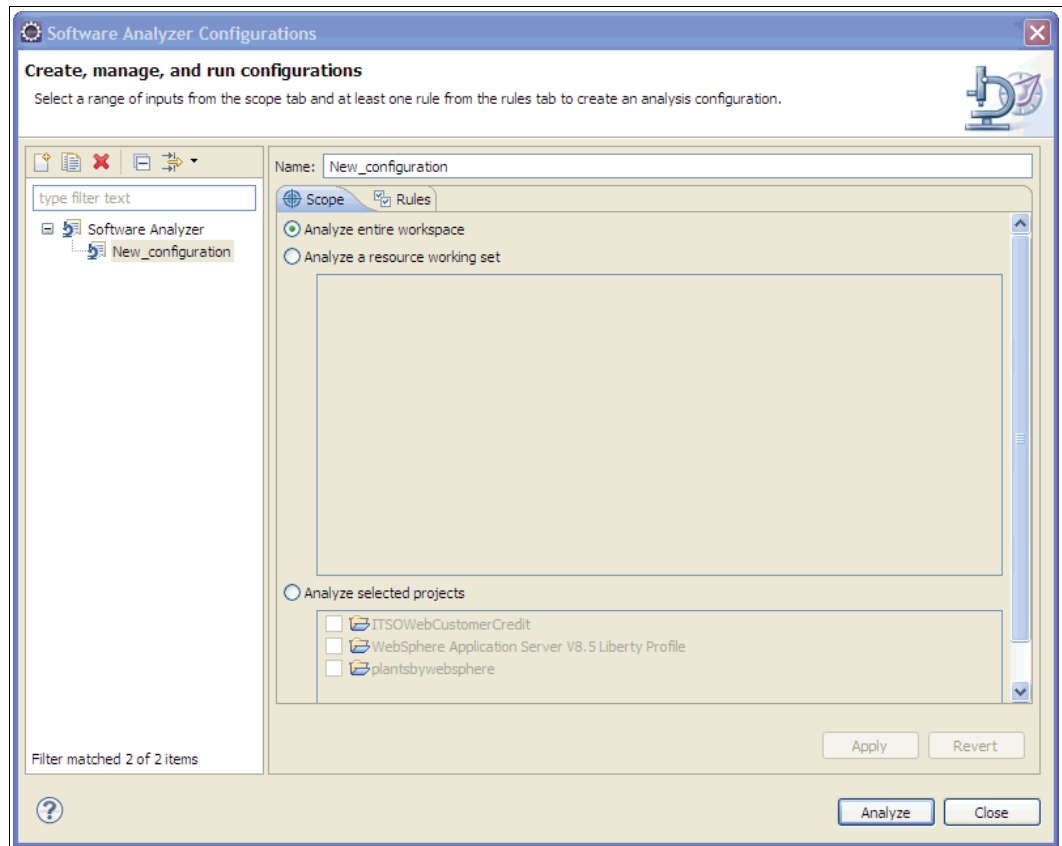 Software Analyzer Configurations
Create, manage, and run configurations
Select a range of inputs from the scope tab and at least one rule from the rules tab to create an analysis configuration.
type filter text
Software Analyzer
New_configuration
Filter matched 2 of 2 items
Name: New_configuration
Scope Rules
Analyze entire workspace
Analyze a resource working set
Analyze selected projects
ITSOWebCustomerCredit
WebSphere Application Server V8.5 Liberty Profile
plantsbywebsphere
Apply Revert
Analyze Close